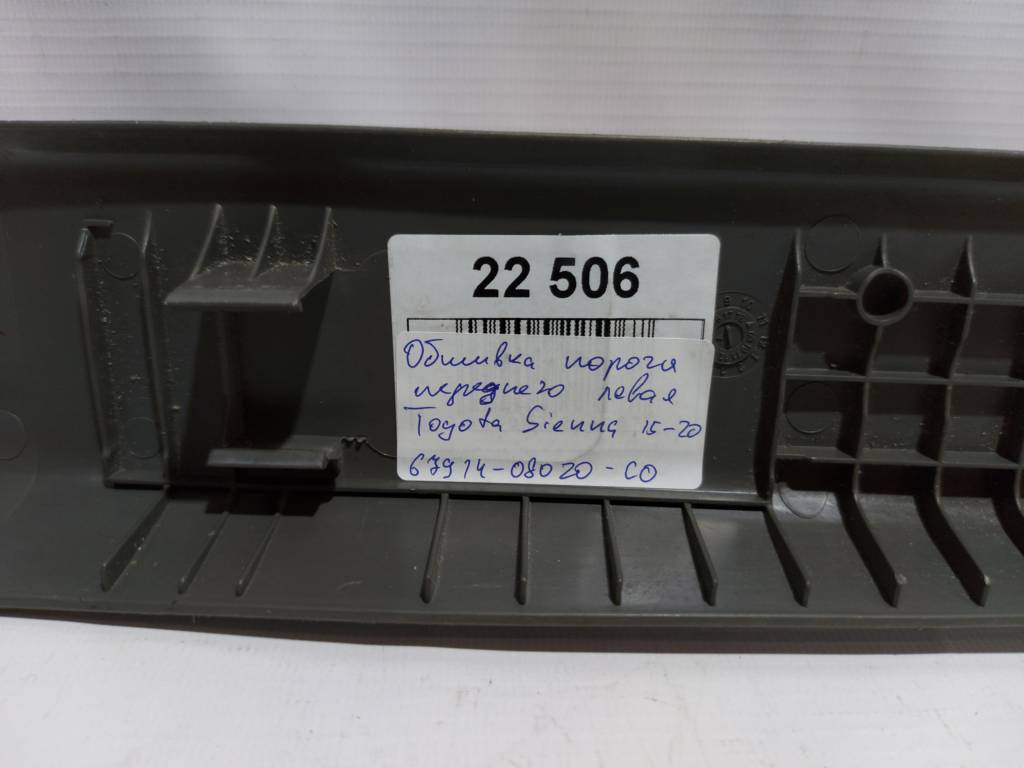 22 506
Обшивка порога
переднего левая
Toyota Sienna 15-20
67914-08020-C0